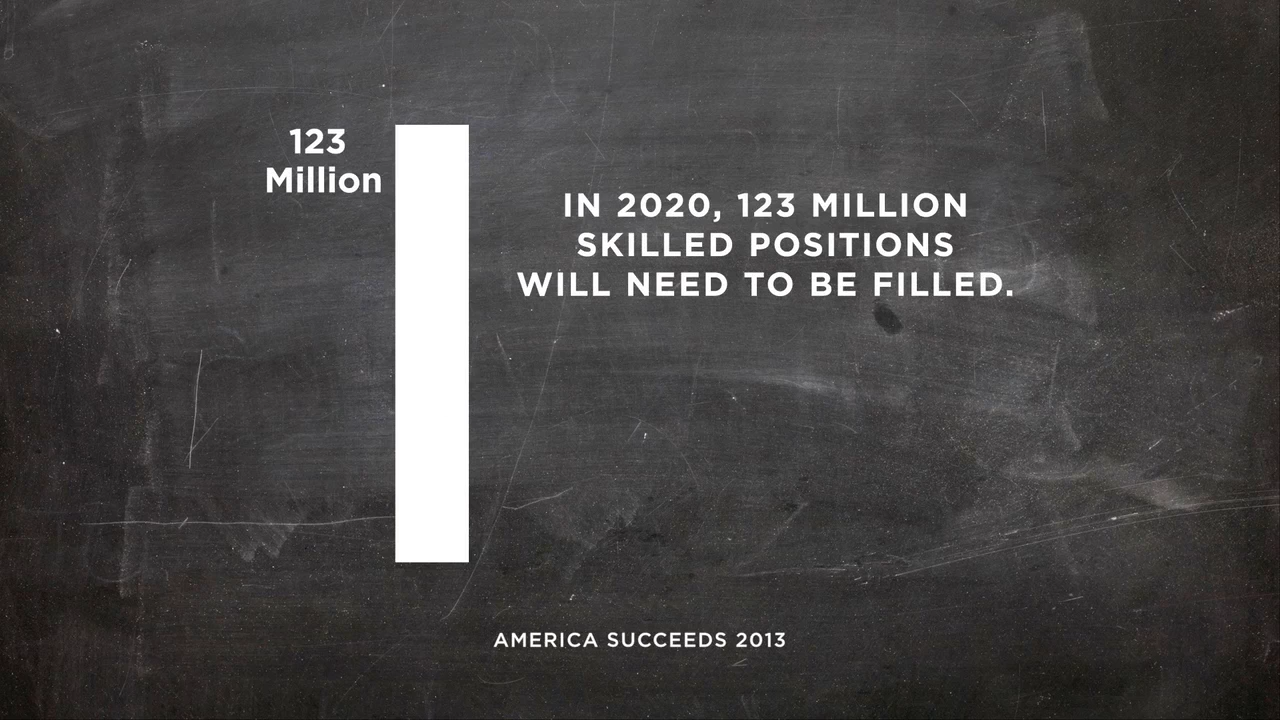 123
Million
IN 2020, 123 MILLION
SKILLED POSITIONS
WILL NEED TO BE FILLED.
AMERICA SUCCEEDS 2013